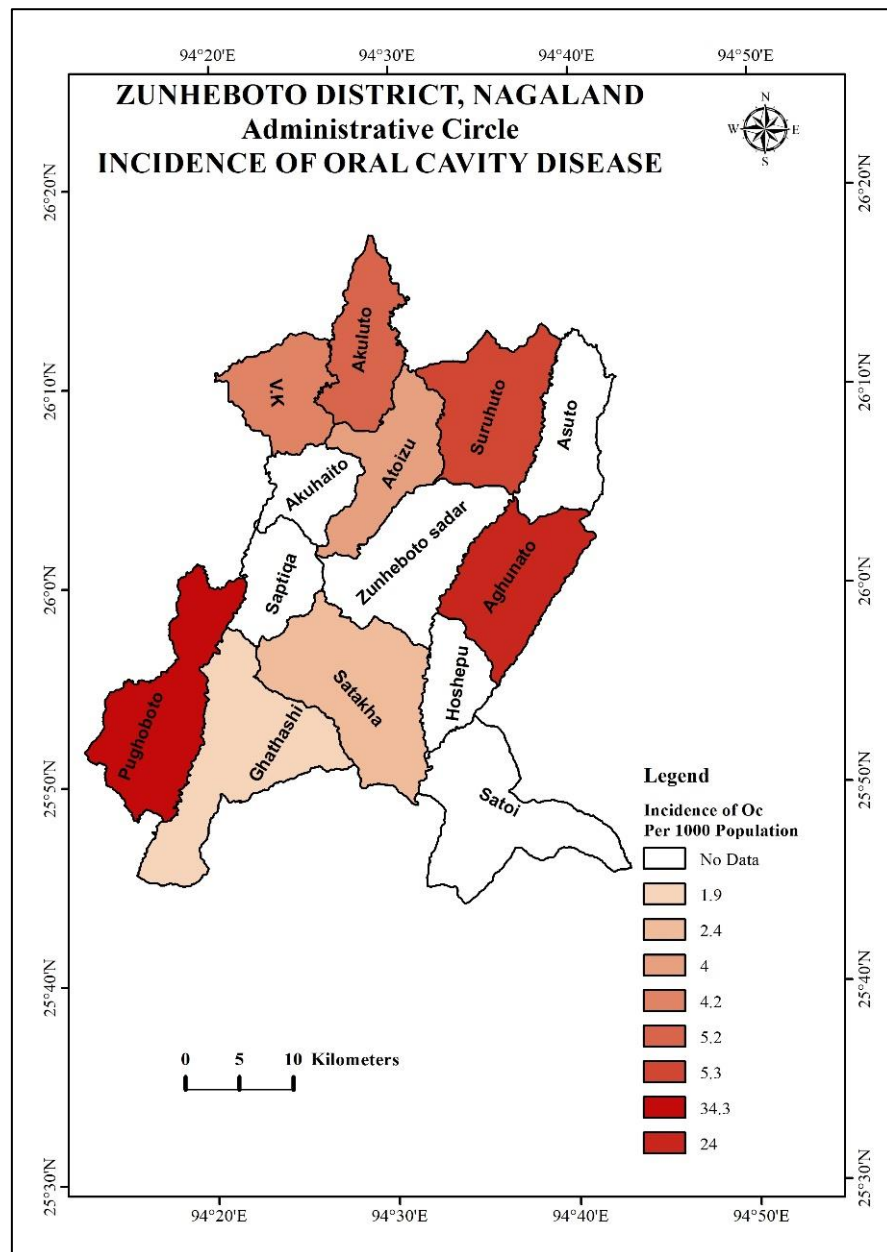 94°20'E 94°30'E 94°40'E 94°50'E
ZUNHEBOTO DISTRICT, NAGALAND
Administrative Circle
INCIDENCE OF ORAL CAVITY DISEASE
N
W E
S
26°20'N 26°20'N
26°10'N 26°10'N
26°0'N 26°0'N
25°50'N 25°50'N
25°40'N 25°40'N
25°30'N 25°30'N
Akuluto
V.K
Suruhuto
Asuto
Atoizu
Akuhaito
Zunheboto sadar
Saptiqa
Aghunato
Satakha
Hoshepu
Pughoboto
Ghathashi
Satoi
Legend
Incidence of Oc
Per 1000 Population
No Data
1.9
2.4
4
4.2
5.2
5.3
34.3
24
0 5 10 Kilometers
94°20'E 94°30'E 94°40'E 94°50'E